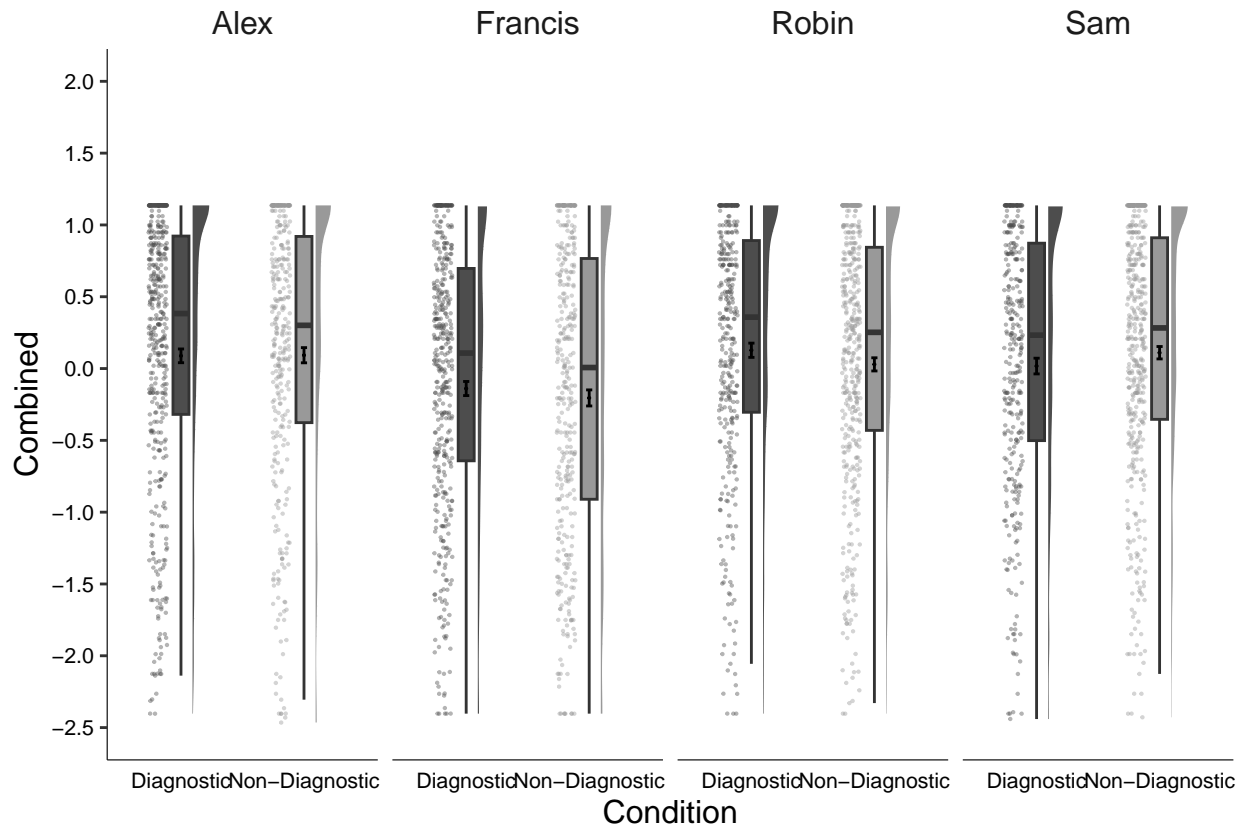 Alex Francis Robin Sam
2.0
1.5
1.0
0.5
0.0
−0.5
−1.0
−1.5
−2.0
−2.5
Combined
Diagnostic Non−Diagnostic Diagnostic Non−Diagnostic Diagnostic Non−Diagnostic Diagnostic Non−Diagnostic
Condition